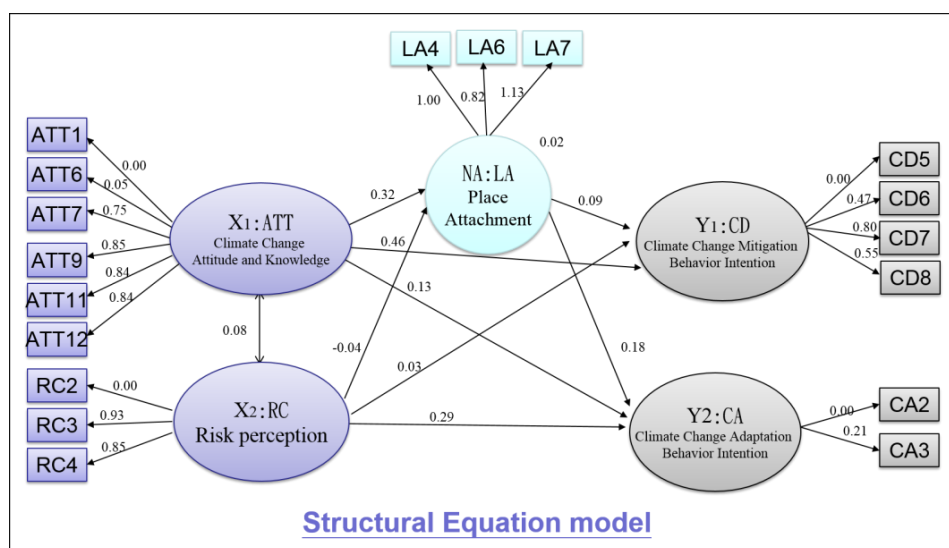 LA4
LA6
LA7
1.00
0.82
1.13
0.02
ATT1
ATT6
ATT7
ATT9
ATT11
ATT12
0.00
0.05
0.75
0.85
0.84
0.84
X1:ATT
Climate Change
Attitude and Knowledge
NA:LA
Place
Attachment
0.32
0.09
0.46
0.13
Y1:CD
Climate Change Mitigation
Behavior Intention
0.00
0.47
0.80
0.55
CD5
CD6
CD7
CD8
0.08
-0.04
0.03
0.18
0.29
RC2
RC3
RC4
0.00
0.93
0.85
X2:RC
Risk perception
Y2:CA
Climate Change Adaptation
Behavior Intention
0.00
0.21
CA2
CA3
Structural Equation model